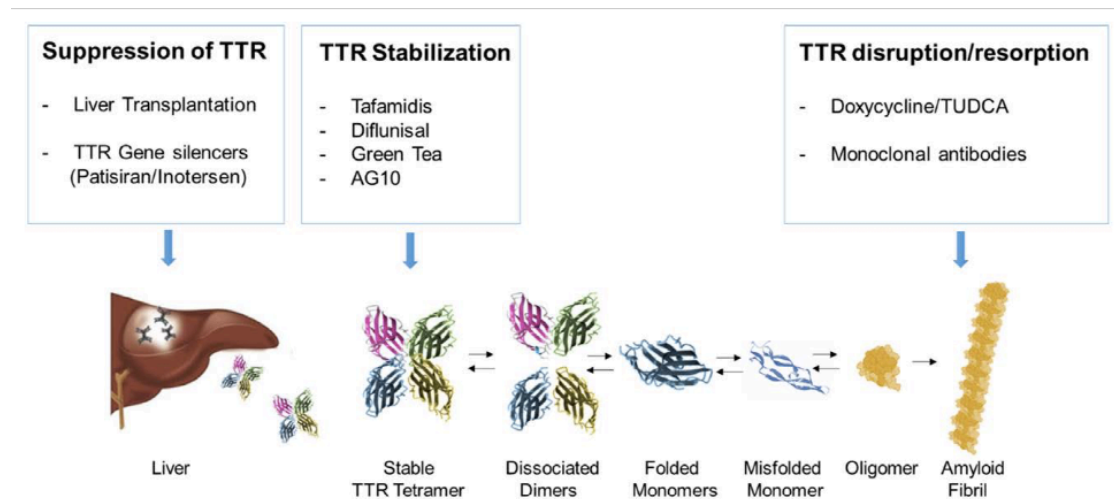 Suppression of TTR
- Liver Transplantation
- TTR Gene silencers
(Patisiran/Inotersen)
TTR Stabilization
- Tafamidis
- Diflunisal
- Green Tea
- AG10
TTR disruption/resorption
- Doxycycline/TUDCA
- Monoclonal antibodies
Liver
Stable
TTR Tetramer
Dissociated
Dimers
Folded
Monomers
Misfolded
Monomer
Oligomer
Amyloid
Fibril